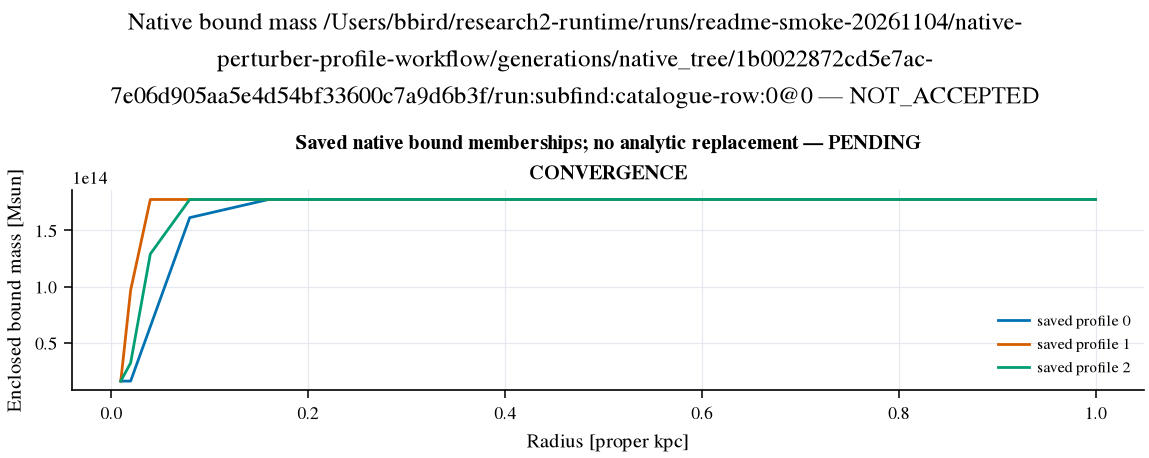 Native bound mass /Users/bbird/research2-runtime/runs/readme-smoke-20261104/native-
perturber-profile-workflow/generations/native_tree/1b0022872cd5e7ac-
7e06d905aa5e4d54bf33600c7a9d6b3f/run:subfind:catalogue-row:0@0 — NOT_ACCEPTED
Saved native bound memberships; no analytic replacement — PENDING
CONVERGENCE
1e14
Enclosed bound mass [Msun]
1.5
1.0
0.5
saved profile 0
saved profile 1
saved profile 2
0.0 0.2 0.4 0.6 0.8 1.0
Radius [proper kpc]